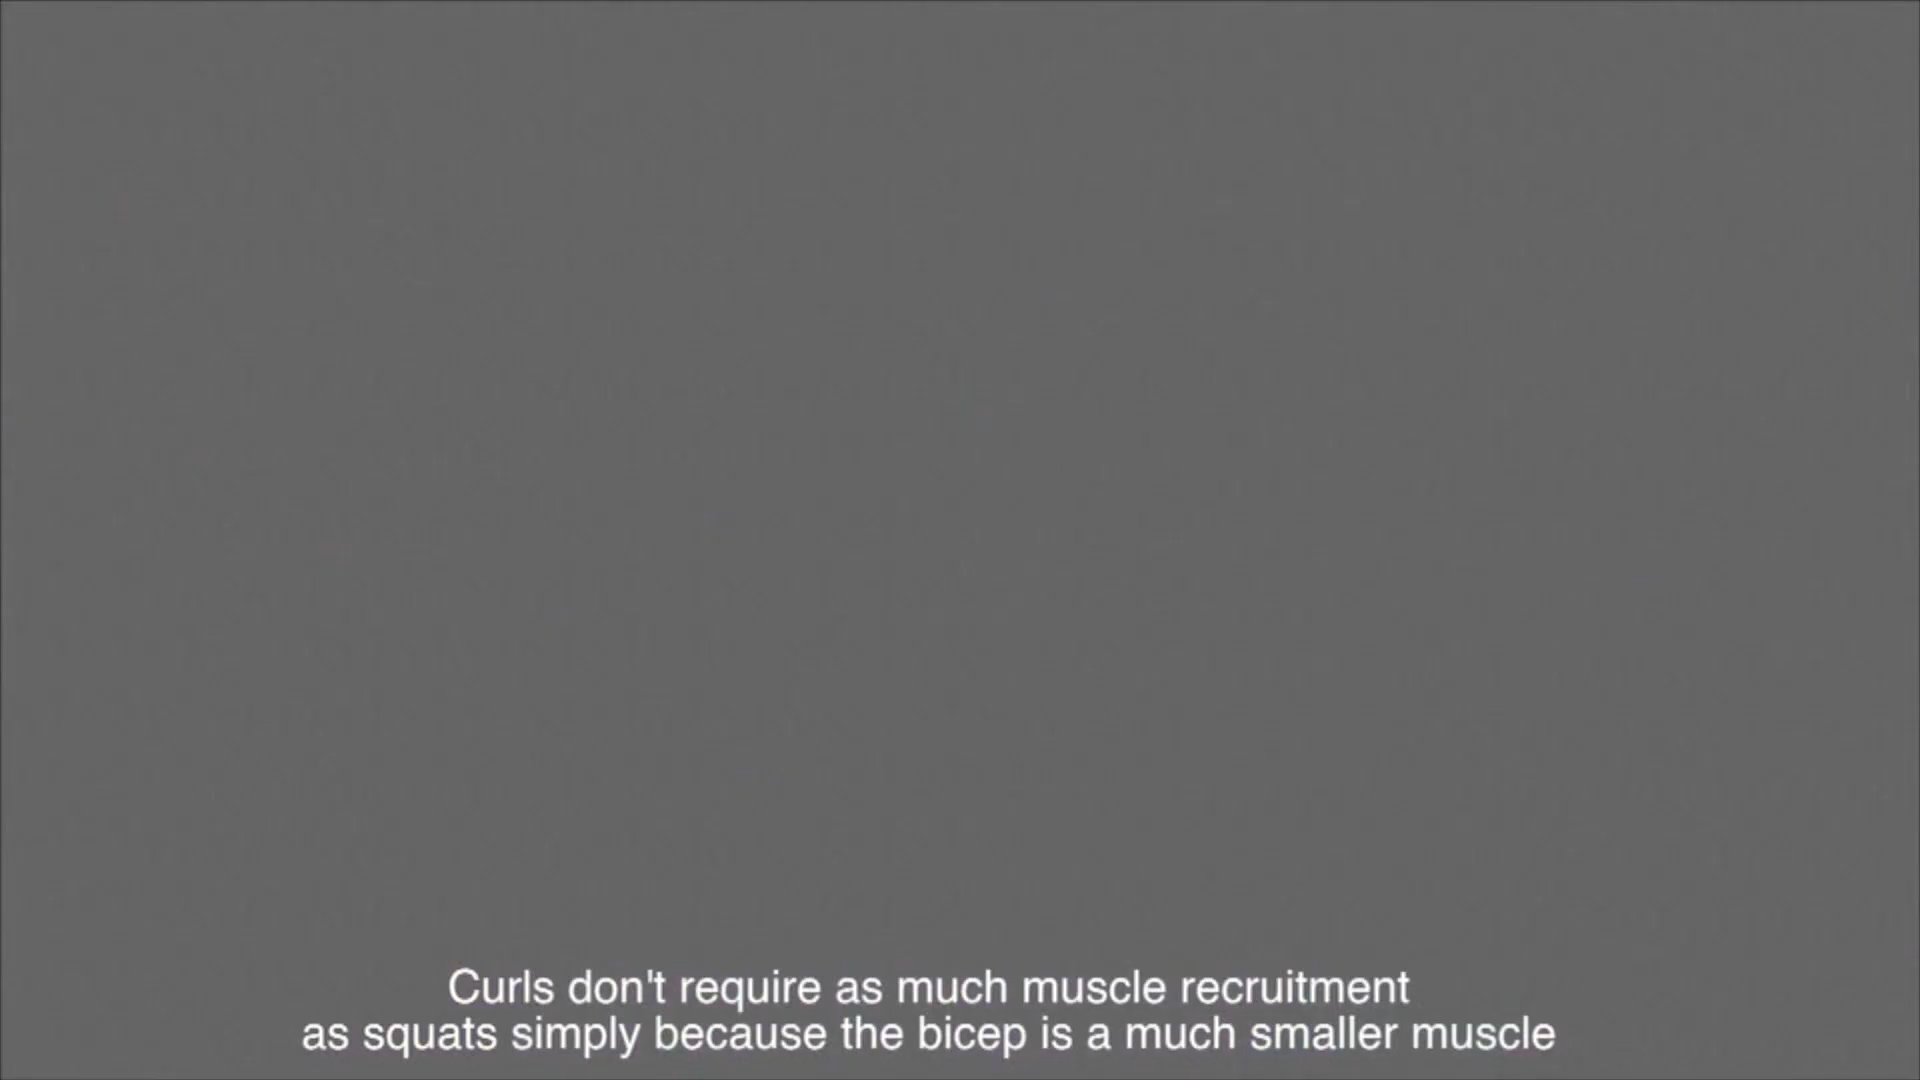 Curls don't require as much muscle recruitment
as squats simply because the bicep is a much smaller muscle